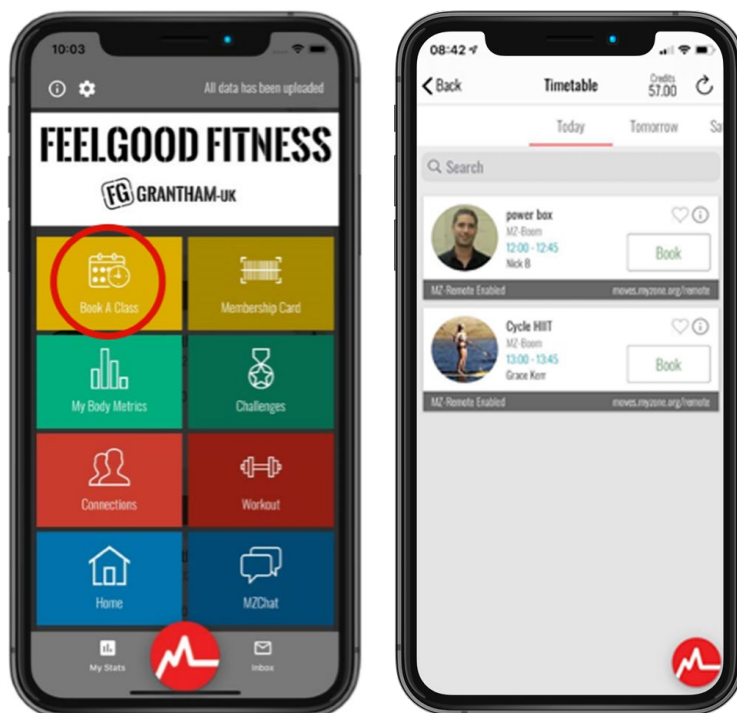 10:03
All data has been uploaded
FEELGOOD FITNESS
FG GRANTHAM-UK
Book A Class
Membership Card
My Body Metrics
Challenges
Connections
Workout
Home
MZChat
My Stats
Inbox
08:42
Back
Timetable
Credits
57.00
Today
Tomorrow
Sa
Search
power box
MZ-Boom
12:00 - 12:45
Nick B
Book
MZ-Remote Enabled
moves.myzone.org/remote
Cycle HIIT
MZ-Boom
13:00 - 13:45
Grace Kerr
Book
MZ-Remote Enabled
moves.myzone.org/remote